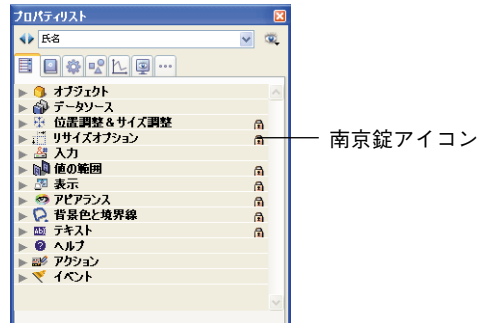 プロパティリスト
氏名
オブジェクト
データソース
位置調整&サイズ調整
リサイズオプション
南京錠アイコン
入力
値の範囲
表示
アピアランス
背景色と境界線
テキスト
ヘルプ
アクション
イベント